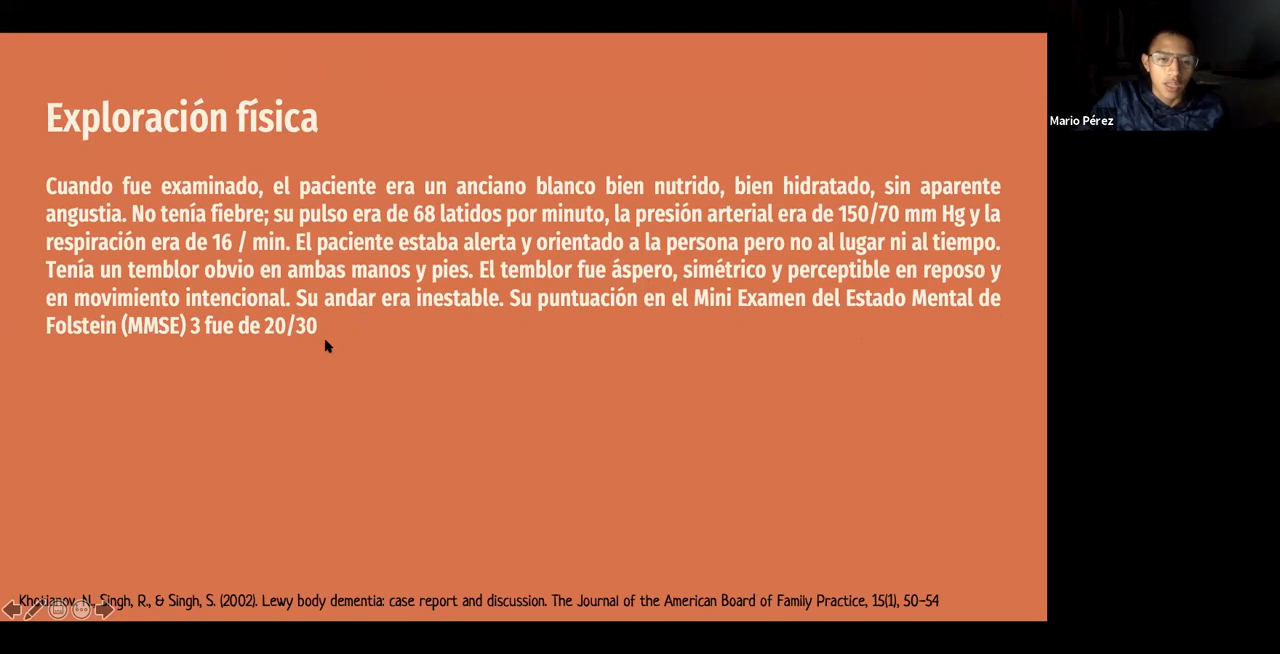 Exploración física
Cuando fue examinado, el paciente era un anciano blanco bien nutrido, bien hidratado, sin aparente
angustia. No tenía fiebre; su pulso era de 68 latidos por minuto, la presión arterial era de 150/70 mm Hg y la
respiración era de 16 / min. El paciente estaba alerta y orientado a la persona pero no al lugar ni al tiempo.
Tenía un temblor obvio en ambas manos y pies. El temblor fue áspero, simétrico y perceptible en reposo y
en movimiento intencional. Su andar era inestable. Su puntuación en el Mini Examen del Estado Mental de
Folstein (MMSE) 3 fue de 20/30
N., Singh, R., & Singh, S. (2002). Lewy body dementia: case report and discussion. The Journal of the American Board of Family Practice, 15(1), 50-54
Mario Pérez